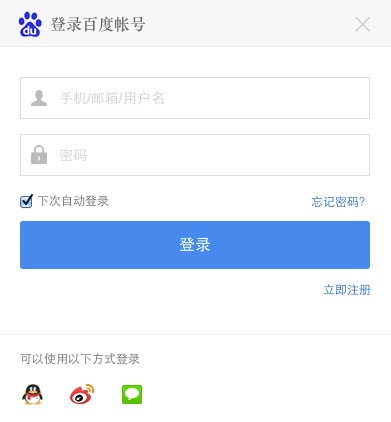 du 登录百度帐号
手机/邮箱/用户名
密码
下次自动登录 忘记密码?
登录
立即注册
可以使用以下方式登录